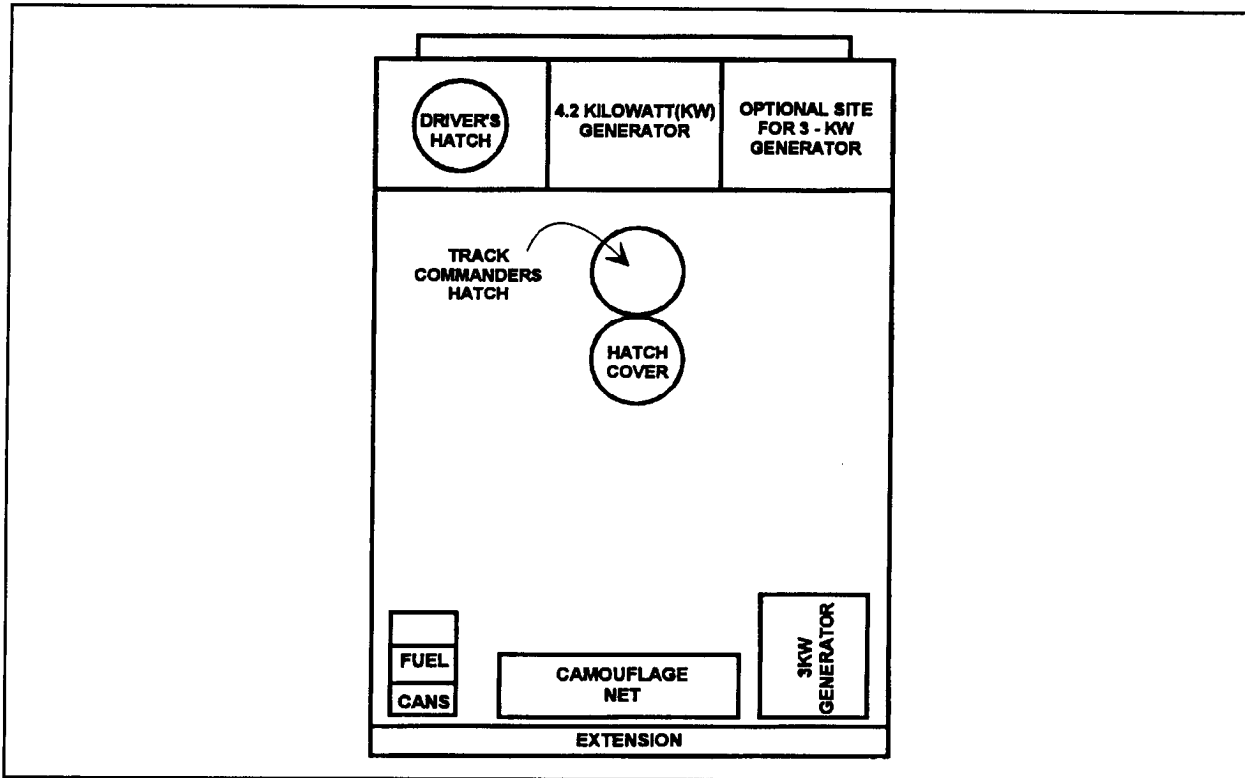 DRIVER'S
HATCH
4.2 KILOWATT(KW)
GENERATOR
OPTIONAL SITE
FOR 3 - KW
GENERATOR
TRACK
COMMANDERS
HATCH
HATCH
COVER
FUEL
CANS
CAMOUFLAGE
NET
3KW
GENERATOR
EXTENSION